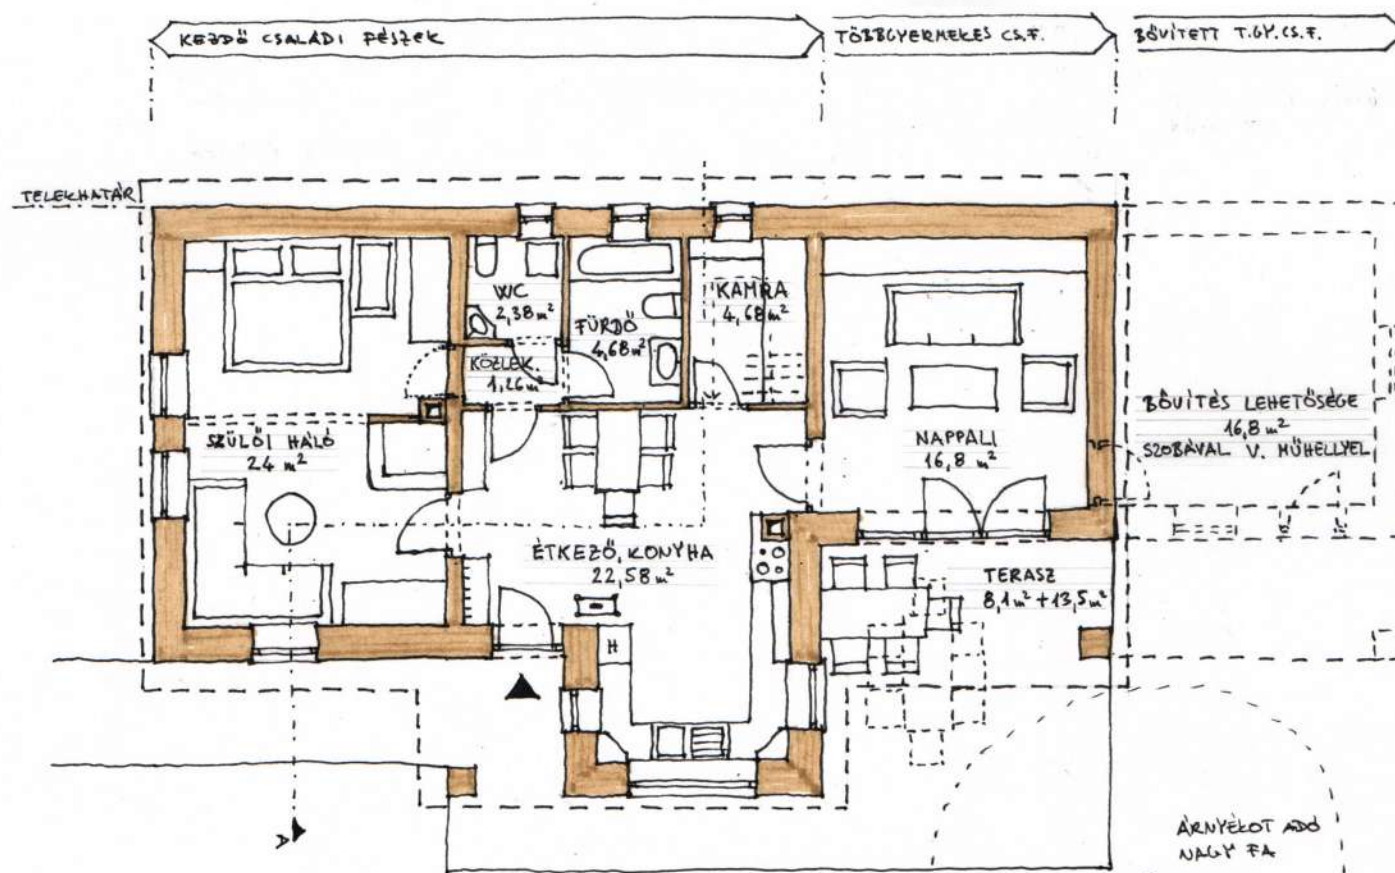 KEZDŐ CSALÁDI FÉSZEK
TÖBBGYERMEKES CS.F.
BŐVÍTETT T.GY.CS.F.
TELEKHATÁR
WC
2,38 m²
FÜRDŐ
4,68 m²
KAMRA
4,68 m²
KÖZLEK.
1,26 m²
SZÜLŐI HÁLÓ
24 m²
NAPPALI
16,8 m²
BŐVÍTÉS LEHETŐSÉGE
16,8 m²
SZOBÁVAL V. MŰHELLYEL
ÉTKEZŐ, KONYHA
22,58 m²
TERASZ
8,1 m² + 13,5 m²
H
A
ÁRNYÉKOT ADÓ
NAGY FA